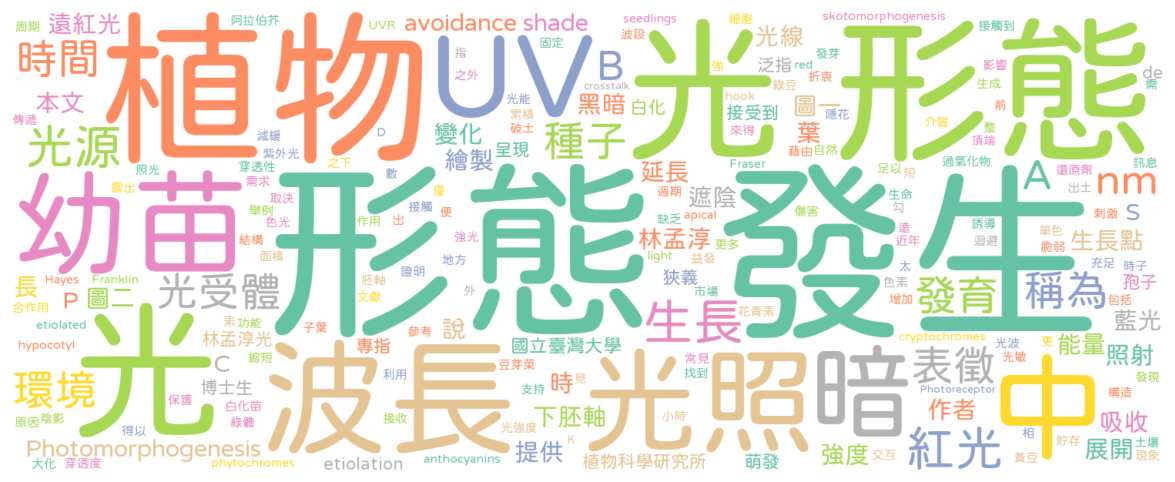 周期 遠紅光 阿拉伯芥 UVR avoidance shade seedlings 細胞 skotomorphogenesis 接觸到
時間 植物 指 UV 固定 波段 光線 發芽 光形態
之外 B 強 泛指 red 折衷 影響 生成 de
本文 crosstalk 綠豆 前 需
傳遞 減緩 D 光能 累積 黑暗 白化 hook 圖一 隱花 介質 整
光源 紫外光 變化 破土 種子 接受到 來得 葉 頂端
照光 穿透性 之下 繪製 呈現 藉由 自然 過氧化物 訊息
幼苗 露出 需求 數 僅 延長 Fraser 足以 短 A 還原劑 nm
取決 形態 週期 遮陰 發生 生命 出土 刺激
舉例 作用 接觸 便 缺乏 apical 傷害 勾 誘導 S
色光 出 強光 林孟淳 更多 遠 迴避 單色 生長點
結構 地方 light 益發 近年 脆弱
面積 證明 狹義 太 充足 時子
Hayes Franklin 胚軸 外 市場 色素 發育 稱為 孢子
長 P 圖二 光受體 文獻 生長 花青素 增加 包括
合作用 素 功能 說 cryptochromes 光波 更 藍光
etiolated 光 林孟淳光 子葉 參考 國立臺灣大學 能量 光敏 發現
hypocotyl 縮短 專指 豆芽菜 常見 暗 表徵 照射
C 波長 時 見 找到 光照 Photoreceptor 中 構造
環境 博士生 利用 支持 下胚軸 作者 吸收
保護 白化苗 光強度 小時
原因 陰影 綠體 接收 提供 K 強度 紅光 相 展開 土壤
得以 Photomorphogenesis anthocyanins 交互 貯存 現象
大化 穿透度 phytochromes etiolation 植物科學研究所 萌發 黃豆